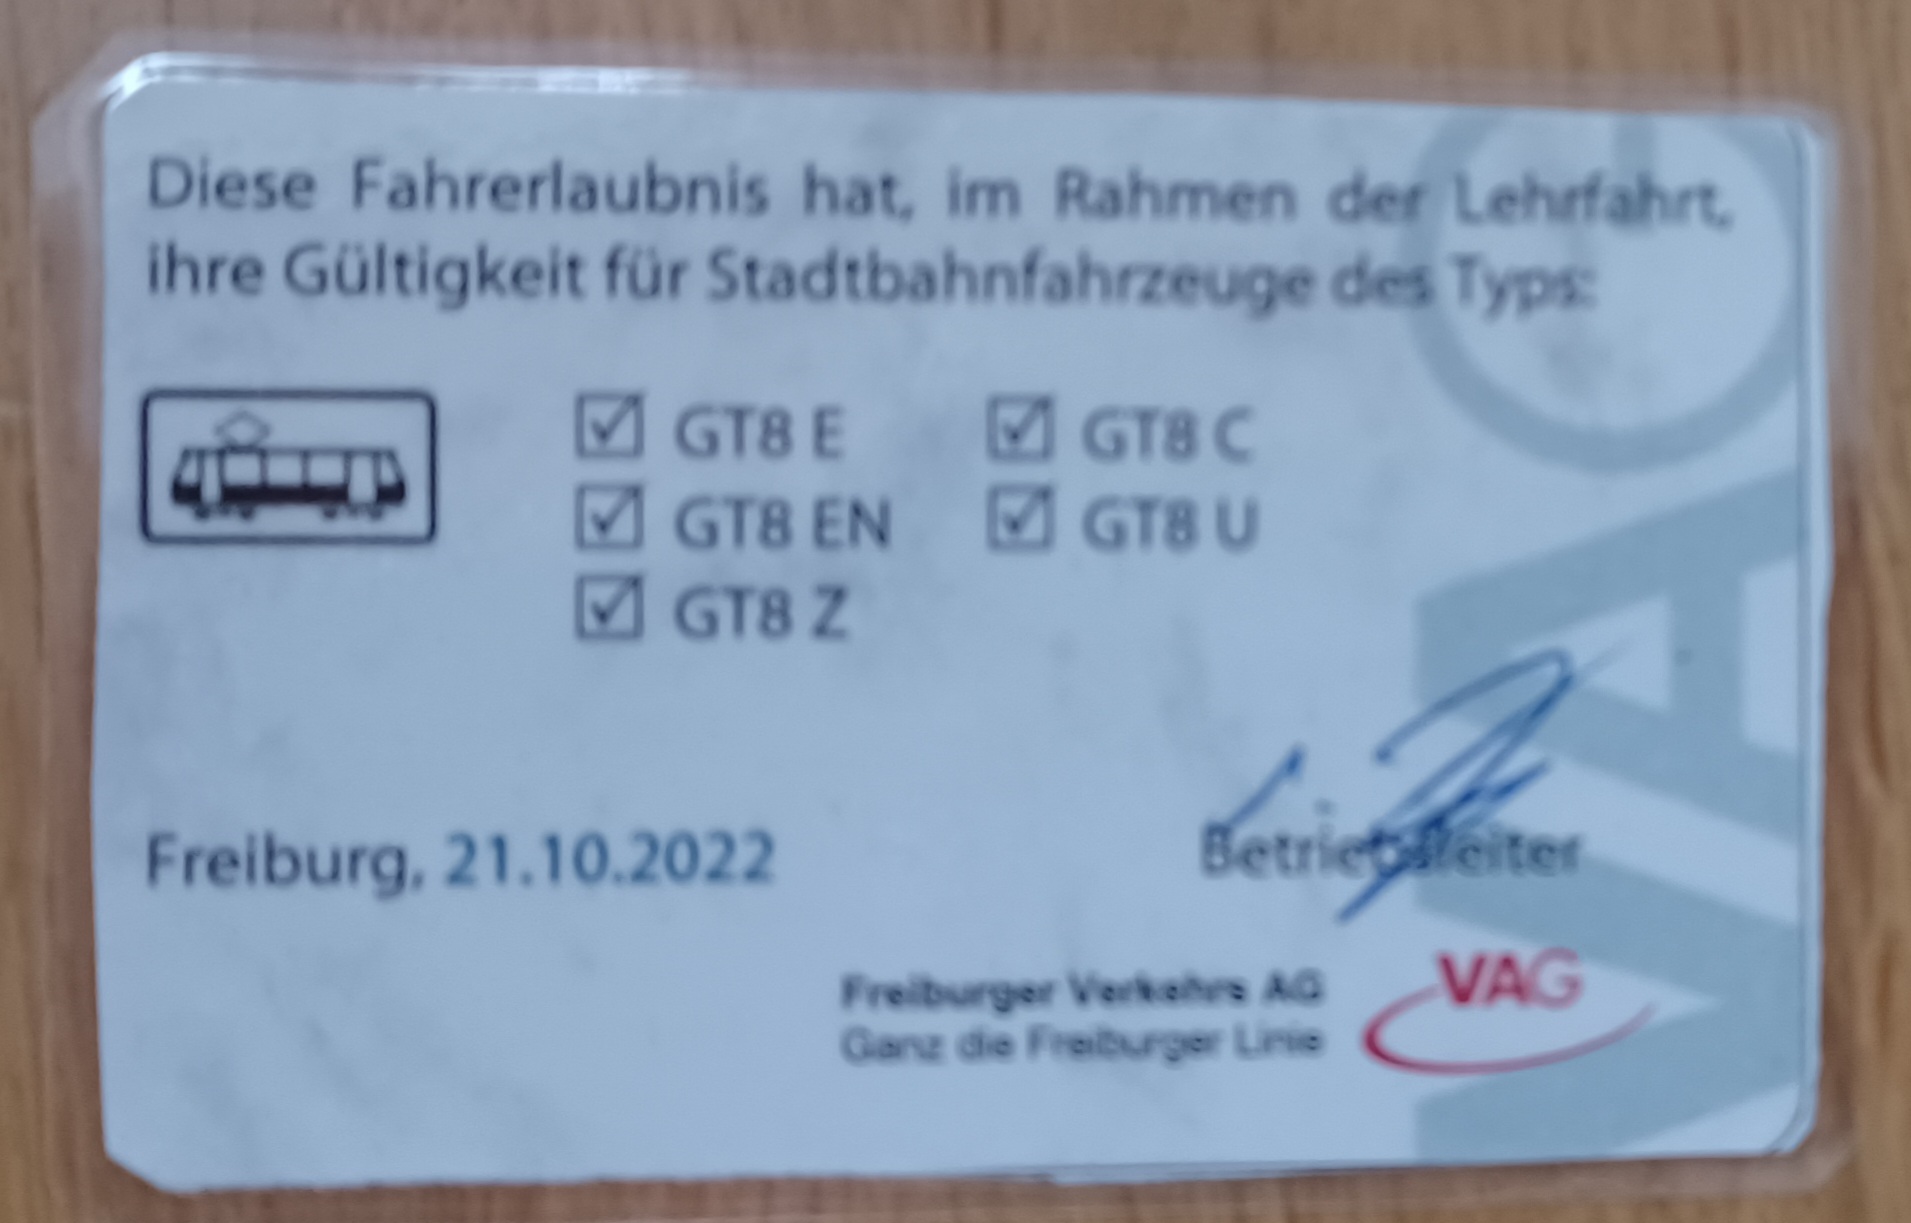 Diese Fahrerlaubnis hat, im Rahmen der Lehrfahrt,
ihre Gültigkeit für Stadtbahnfahrzeuge des Typs:
☑ GT8 E ☑ GT8 C
☑ GT8 EN ☑ GT8 U
☑ GT8 Z
Freiburg, 21.10.2022
Betriebsleiter
Freiburger Verkehrs AG
Ganz die Freiburger Linie
VAG
VAG